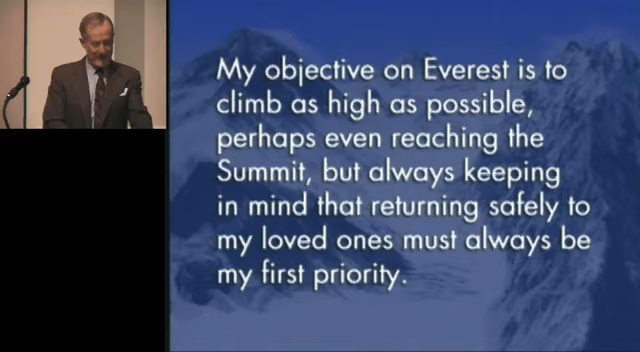 My objective on Everest is to
climb as high as possible,
perhaps even reaching the
Summit, but always keeping
in mind that returning safely to
my loved ones must always be
my first priority.